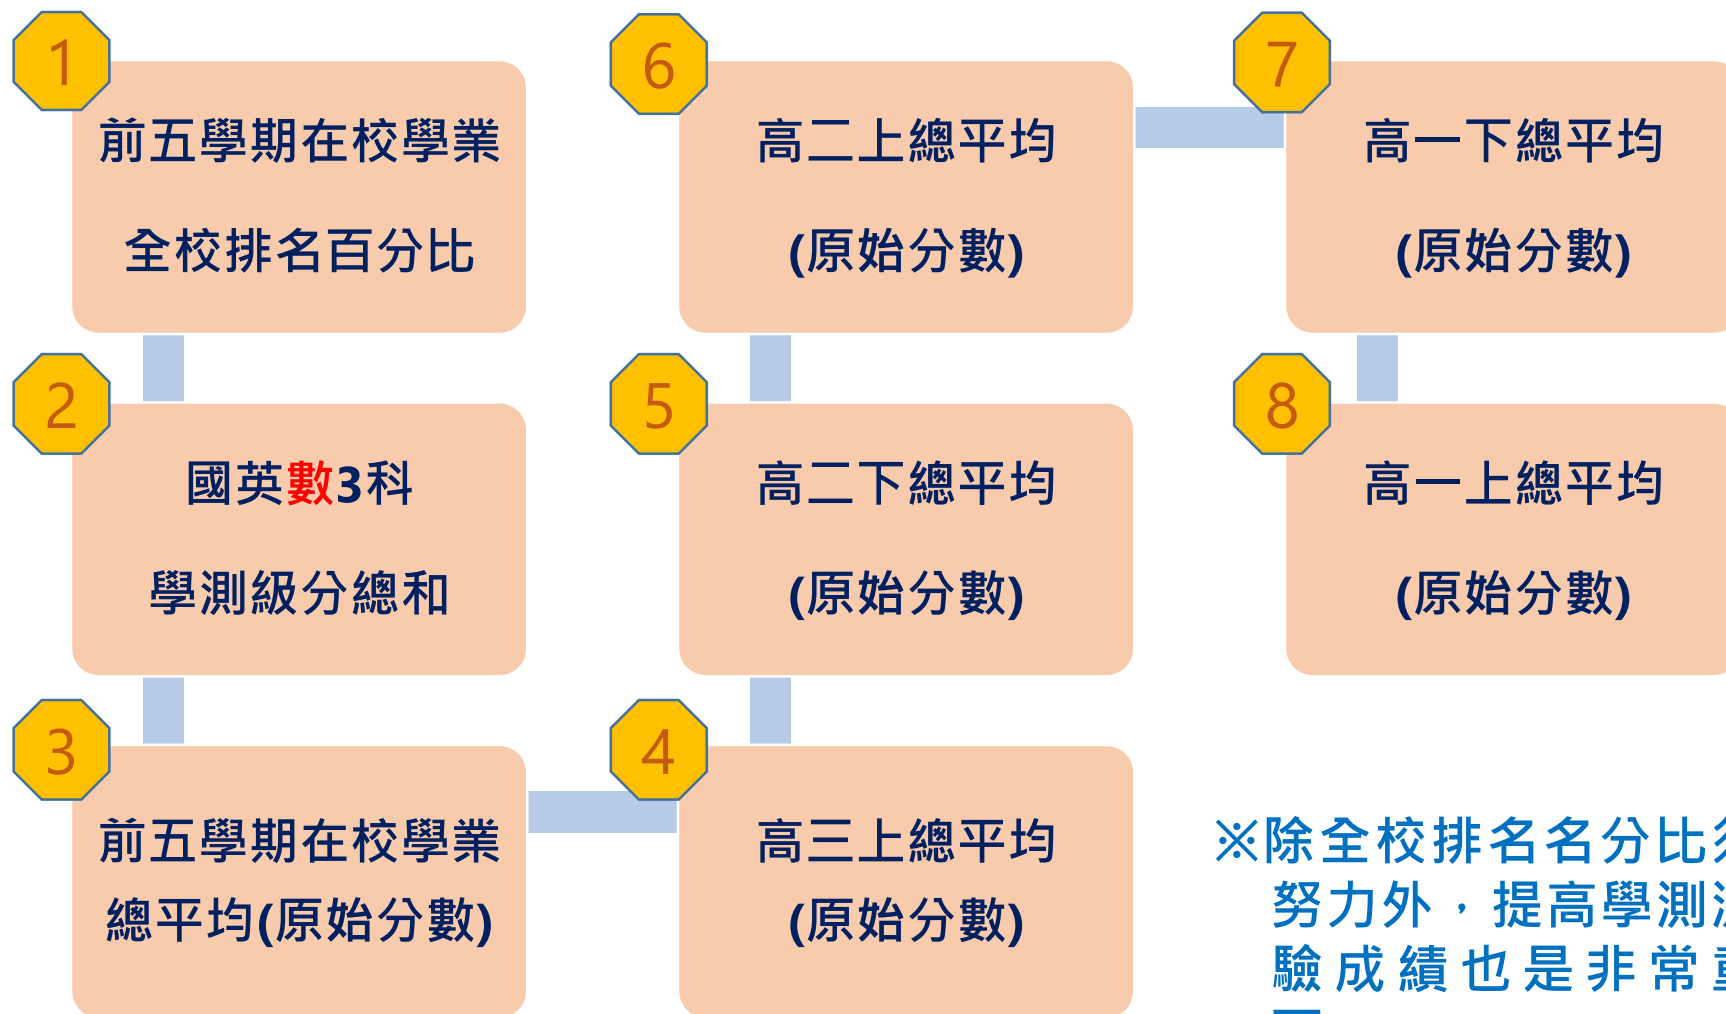 1
前五學期在校學業
全校排名百分比
2
國英數3科
學測級分總和
3
前五學期在校學業
總平均(原始分數)
4
高三上總平均
(原始分數)
5
高二下總平均
(原始分數)
6
高二上總平均
(原始分數)
7
高一下總平均
(原始分數)
8
高一上總平均
(原始分數)
※除全校排名名分比
努力外，提高學測
驗成績也是非常